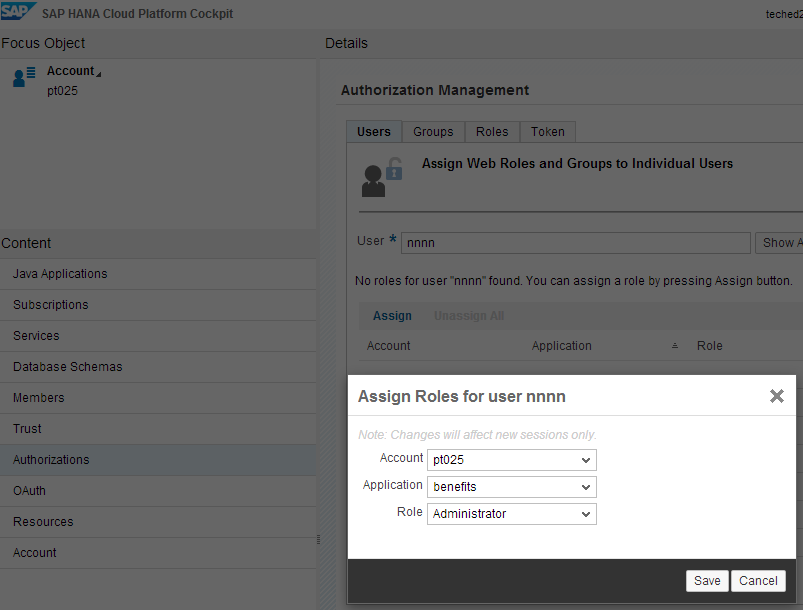 SAP SAP HANA Cloud Platform Cockpit
teched2
Focus Object
Account
pt025
Content
Java Applications
Subscriptions
Services
Database Schemas
Members
Trust
Authorizations
OAuth
Resources
Account
Details
Authorization Management
Users Groups Roles Token
Assign Web Roles and Groups to Individual Users
User * nnnn Show A
No roles for user "nnnn" found. You can assign a role by pressing Assign button.
Assign Unassign All
Account Application Role
Assign Roles for user nnnn
Note: Changes will affect new sessions only.
Account pt025
Application benefits
Role Administrator
Save Cancel